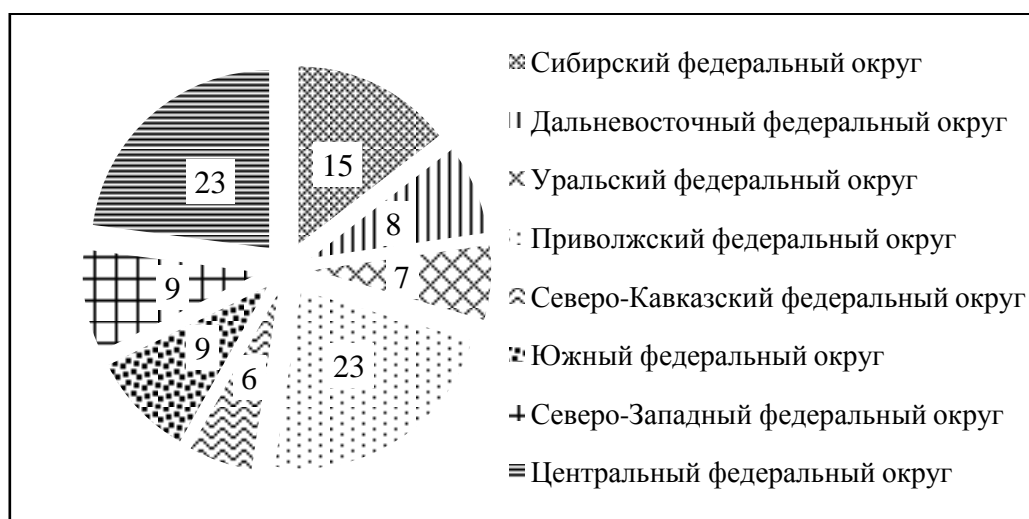 23
15
8
7
23
6
9
9
Сибирский федеральный округ
Дальневосточный федеральный округ
Уральский федеральный округ
Приволжский федеральный округ
Северо-Кавказский федеральный округ
Южный федеральный округ
Северо-Западный федеральный округ
Центральный федеральный округ